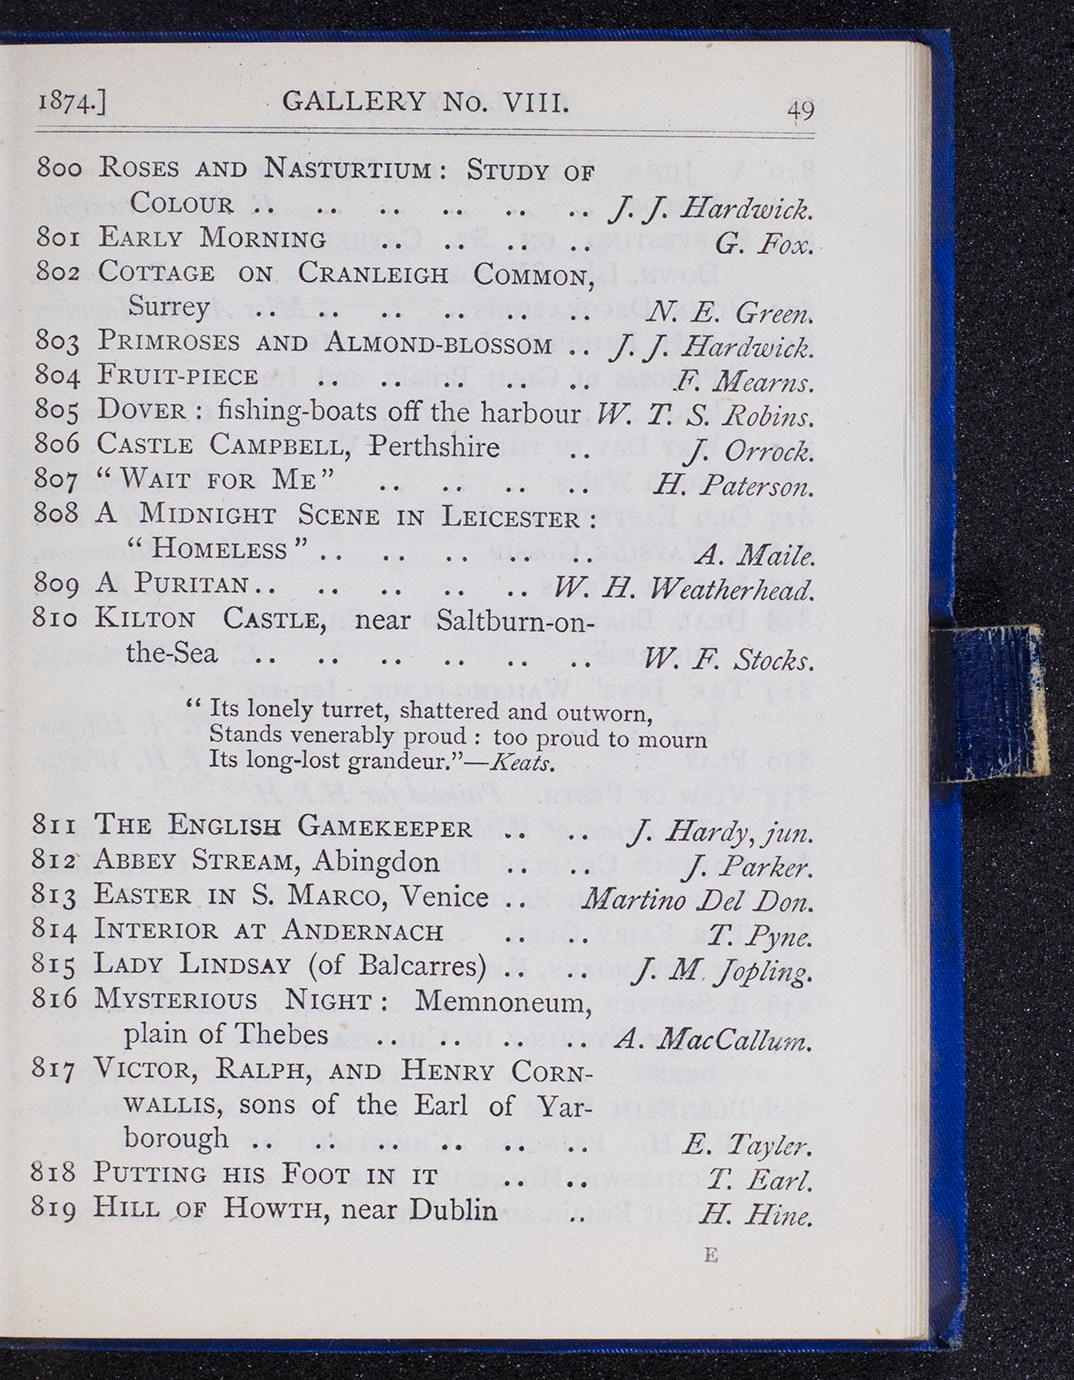 1874.] GALLERY No. VIII. 49
800 ROSES AND NASTURTIUM: STUDY OF
COLOUR .. .. .. .. .. .. J. J. Hardwick.
801 EARLY MORNING .. .. .. .. G. Fox.
802 COTTAGE ON CRANLEIGH COMMON,
Surrey .. .. .. .. .. .. N. E. Green.
803 PRIMROSES AND ALMOND-BLOSSOM .. J. J. Hardwick.
804 FRUIT-PIECE .. .. .. .. .. F. Mearns.
805 DOVER: fishing-boats off the harbour W. T. S. Robins.
806 CASTLE CAMPBELL, Perthshire .. J. Orrock.
807 “WAIT FOR ME” .. .. .. .. H. Paterson.
808 A MIDNIGHT SCENE IN LEICESTER:
“HOMELESS” .. .. .. .. .. A. Maile.
809 A PURITAN .. .. .. .. .. W. H. Weatherhead.
810 KILTON CASTLE, near Saltburn-on-
the-Sea .. .. .. .. .. .. W. F. Stocks.
“Its lonely turret, shattered and outworn,
Stands venerably proud: too proud to mourn
Its long-lost grandeur.”—Keats.
811 THE ENGLISH GAMEKEEPER .. .. J. Hardy, jun.
812 ABBEY STREAM, Abingdon .. .. J. Parker.
813 EASTER IN S. MARCO, Venice .. Martino Del Don.
814 INTERIOR AT ANDERNACH .. .. T. Pyne.
815 LADY LINDSAY (of Balcarres) .. .. J. M. Jopling.
816 MYSTERIOUS NIGHT: Memnoneum,
plain of Thebes .. .. .. .. A. MacCallum.
817 VICTOR, RALPH, AND HENRY CORN-
WALLIS, sons of the Earl of Yar-
borough .. .. .. .. .. .. E. Tayler.
818 PUTTING HIS FOOT IN IT .. .. T. Earl.
819 HILL OF HOWTH, near Dublin .. H. Hine.
E